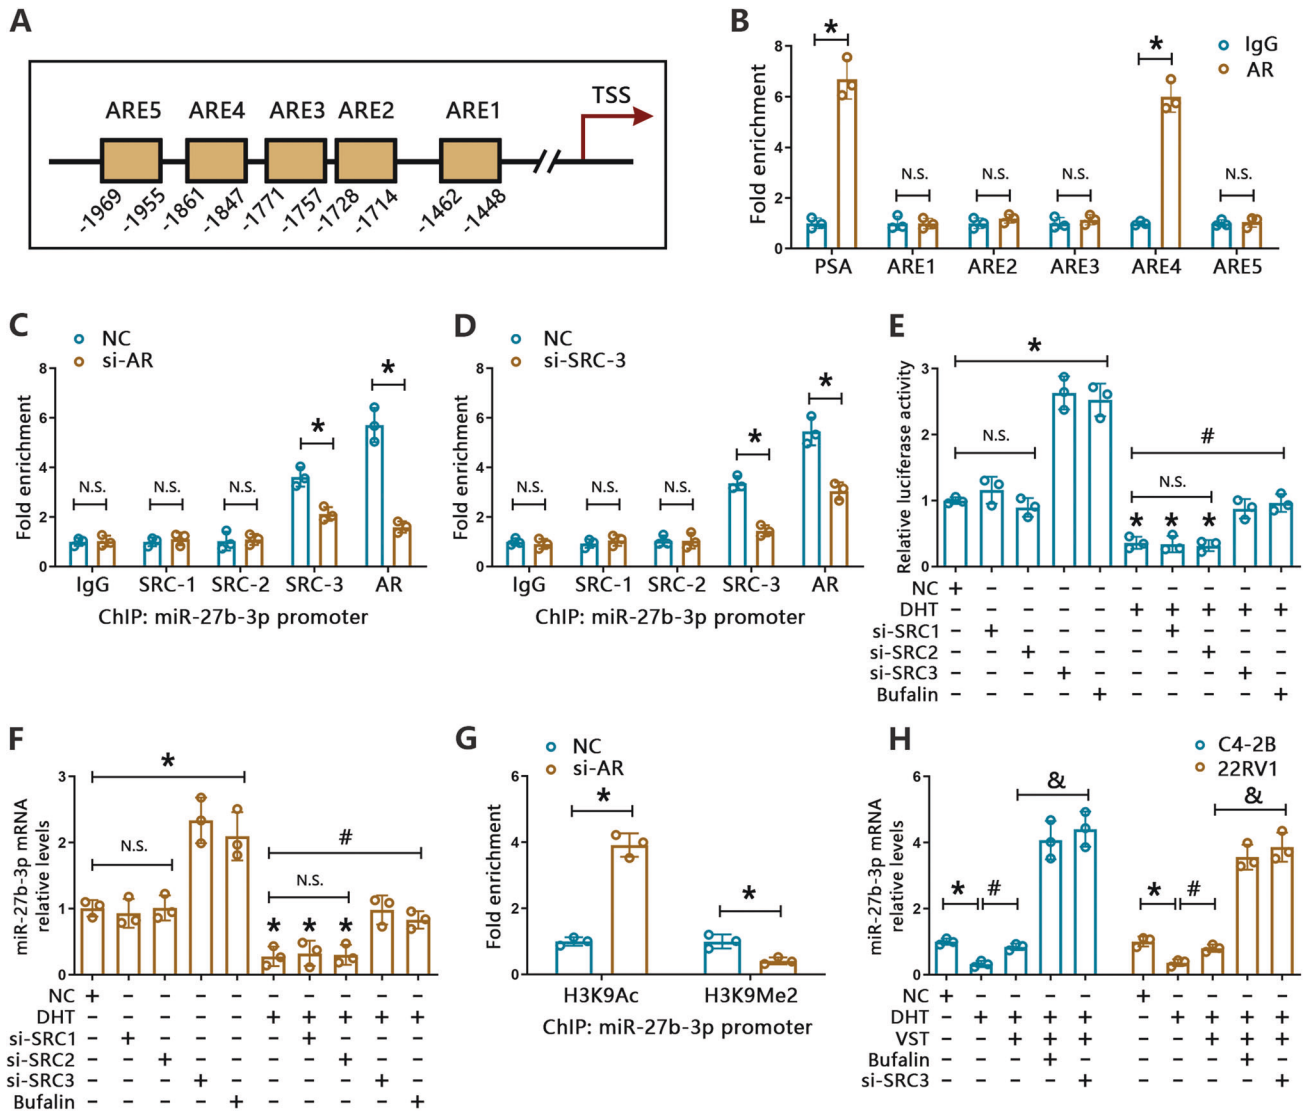 A
ARE5 ARE4 ARE3 ARE2 ARE1 TSS
-1969 -1955 -1861 -1847 -1771 -1757 -1728 -1714 -1462 -1448
B
IgG
AR
Fold enrichment
8
6
4
2
0
* *
N.S. N.S. N.S. N.S.
PSA ARE1 ARE2 ARE3 ARE4 ARE5
C
NC
si-AR
Fold enrichment
8
6
4
2
0
N.S. N.S. N.S. * *
IgG SRC-1 SRC-2 SRC-3 AR
ChIP: miR-27b-3p promoter
D
NC
si-SRC-3
Fold enrichment
8
6
4
2
0
N.S. N.S. N.S. * *
IgG SRC-1 SRC-2 SRC-3 AR
ChIP: miR-27b-3p promoter
E
Relative luciferase activity
3
2
1
0
*
N.S.
#
N.S.
* * *
NC + – – – – – – – – –
DHT – – – – – + + + + +
si-SRC1 – + – – – – + – – –
si-SRC2 – – + – – – – + – –
si-SRC3 – – – + – – – – + –
Bufalin – – – – + – – – – +
F
miR-27b-3p mRNA
relative levels
3
2
1
0
*
N.S.
#
N.S.
* * *
NC + – – – – – – – – –
DHT – – – – – + + + + +
si-SRC1 – + – – – – + – – –
si-SRC2 – – + – – – – + – –
si-SRC3 – – – + – – – – + –
Bufalin – – – – + – – – – +
G
NC
si-AR
Fold enrichment
6
4
2
0
* *
H3K9Ac H3K9Me2
ChIP: miR-27b-3p promoter
H
C4-2B
22RV1
miR-27b-3p mRNA
relative levels
6
4
2
0
* # & * # &
NC + – – – – + – – – –
DHT – + + + + – + + + +
VST – – + + + – – + + +
Bufalin – – – + – – – – + –
si-SRC3 – – – – + – – – – +